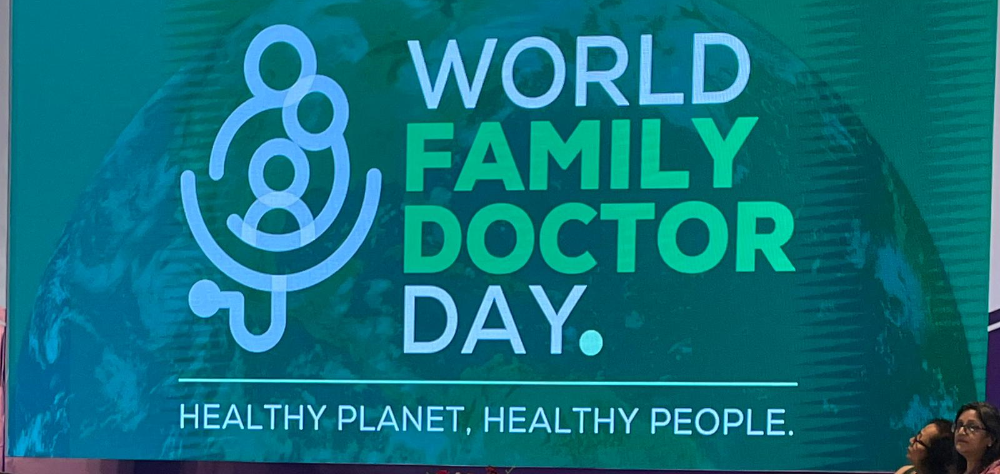 WORLD
FAMILY
DOCTOR
DAY.
HEALTHY PLANET, HEALTHY PEOPLE.